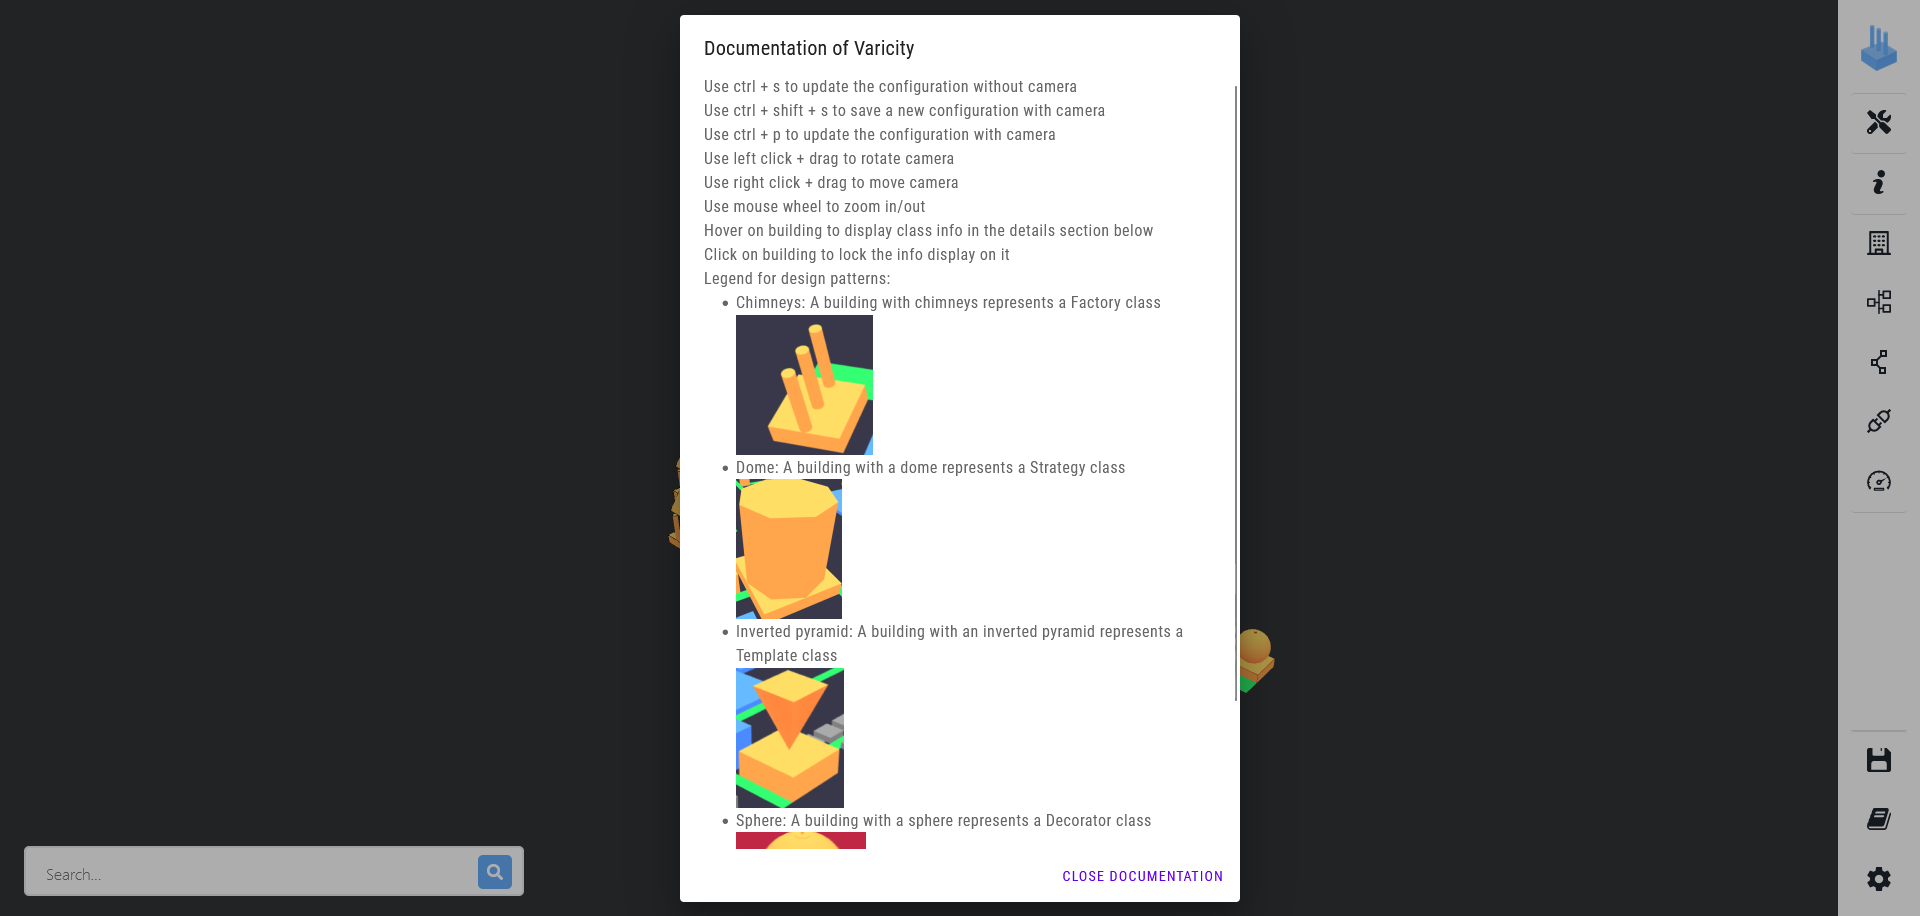 Documentation of Varicity
Use ctrl + s to update the configuration without camera
Use ctrl + shift + s to save a new configuration with camera
Use ctrl + p to update the configuration with camera
Use left click + drag to rotate camera
Use right click + drag to move camera
Use mouse wheel to zoom in/out
Hover on building to display class info in the details section below
Click on building to lock the info display on it
Legend for design patterns:
• Chimneys: A building with chimneys represents a Factory class
• Dome: A building with a dome represents a Strategy class
• Inverted pyramid: A building with an inverted pyramid represents a
Template class
• Sphere: A building with a sphere represents a Decorator class
Search...
CLOSE DOCUMENTATION